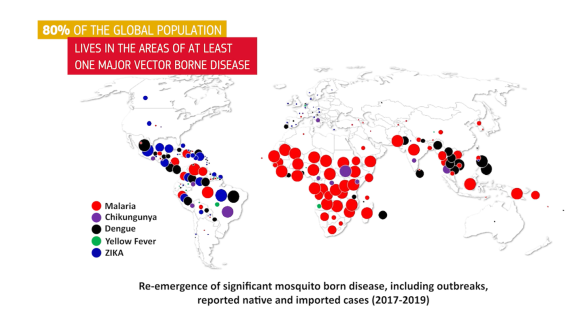 80% OF THE GLOBAL POPULATION
LIVES IN THE AREAS OF AT LEAST
ONE MAJOR VECTOR BORNE DISEASE
Malaria
Chikungunya
Dengue
Yellow Fever
ZIKA
Re-emergence of significant mosquito born disease, including outbreaks,
reported native and imported cases (2017-2019)